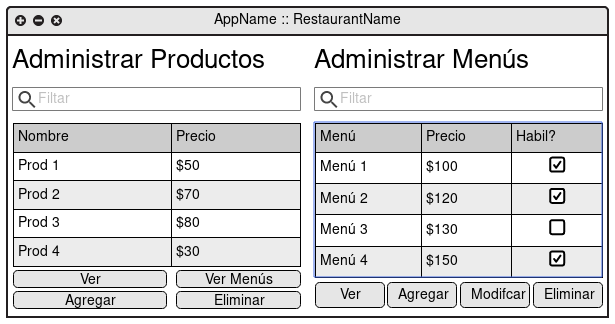 AppName :: RestaurantName
Administrar Productos
Filtar
Nombre Precio
Prod 1 $50
Prod 2 $70
Prod 3 $80
Prod 4 $30
Ver Ver Menús
Agregar Eliminar
Administrar Menús
Filtar
Menú Precio Habil?
Menú 1 $100
Menú 2 $120
Menú 3 $130
Menú 4 $150
Ver Agregar Modifcar Eliminar